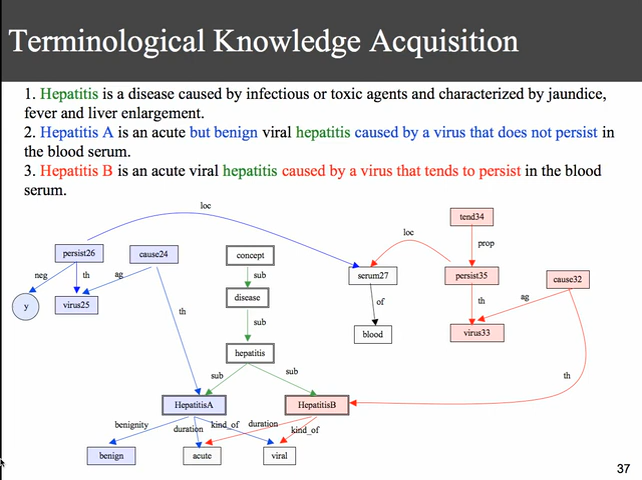 Terminological Knowledge Acquisition
1. Hepatitis is a disease caused by infectious or toxic agents and characterized by jaundice,
fever and liver enlargement.
2. Hepatitis A is an acute but benign viral hepatitis caused by a virus that does not persist in
the blood serum.
3. Hepatitis B is an acute viral hepatitis caused by a virus that tends to persist in the blood
serum.
loc
tend34
loc
prop
persist26
cause24
concept
neg
th
ag
sub
serum27
persist35
cause32
y
virus25
disease
of
th
ag
th
sub
blood
virus33
hepatitis
sub
sub
th
HepatitisA
HepatitisB
benignity
duration
kind_of
duration
kind_of
benign
acute
viral
37